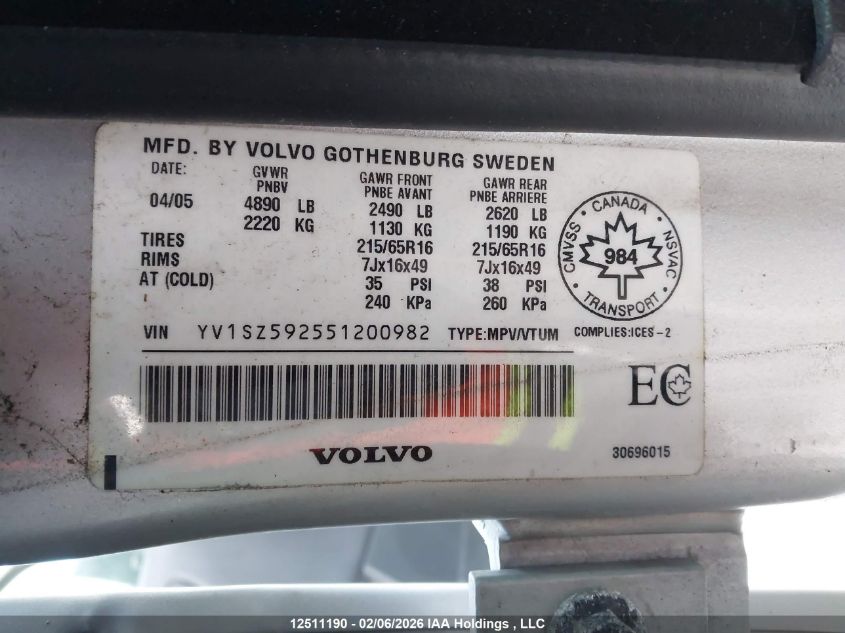 MFD. BY VOLVO GOTHENBURG SWEDEN
DATE: GVWR PNBV GAWR FRONT PNBE AVANT GAWR REAR PNBE ARRIERE
04/05 4890 LB 2490 LB 2620 LB
2220 KG 1130 KG 1190 KG
TIRES 215/65R16 215/65R16
RIMS 7Jx16x49 7Jx16x49
AT (COLD) 35 PSI 38 PSI
240 KPa 260 KPa
CANADA
CMVSS 984 NSVAC
TRANSPORT
VIN YV1SZ592551200982 TYPE:MPV/VTUM COMPLIES:ICES-2
EC
VOLVO 30696015
12511190 - 02/06/2026 IAA Holdings , LLC